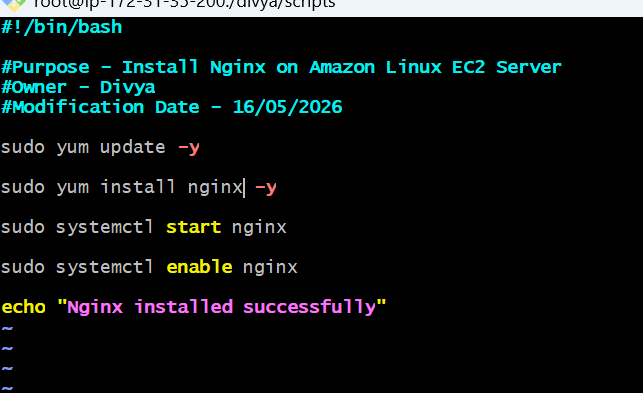 root@ip-172-31-35-200:/divya/scripts
#!/bin/bash
#Purpose - Install Nginx on Amazon Linux EC2 Server
#Owner - Divya
#Modification Date - 16/05/2026
sudo yum update -y
sudo yum install nginx -y
sudo systemctl start nginx
sudo systemctl enable nginx
echo "Nginx installed successfully"
~
~
~
~